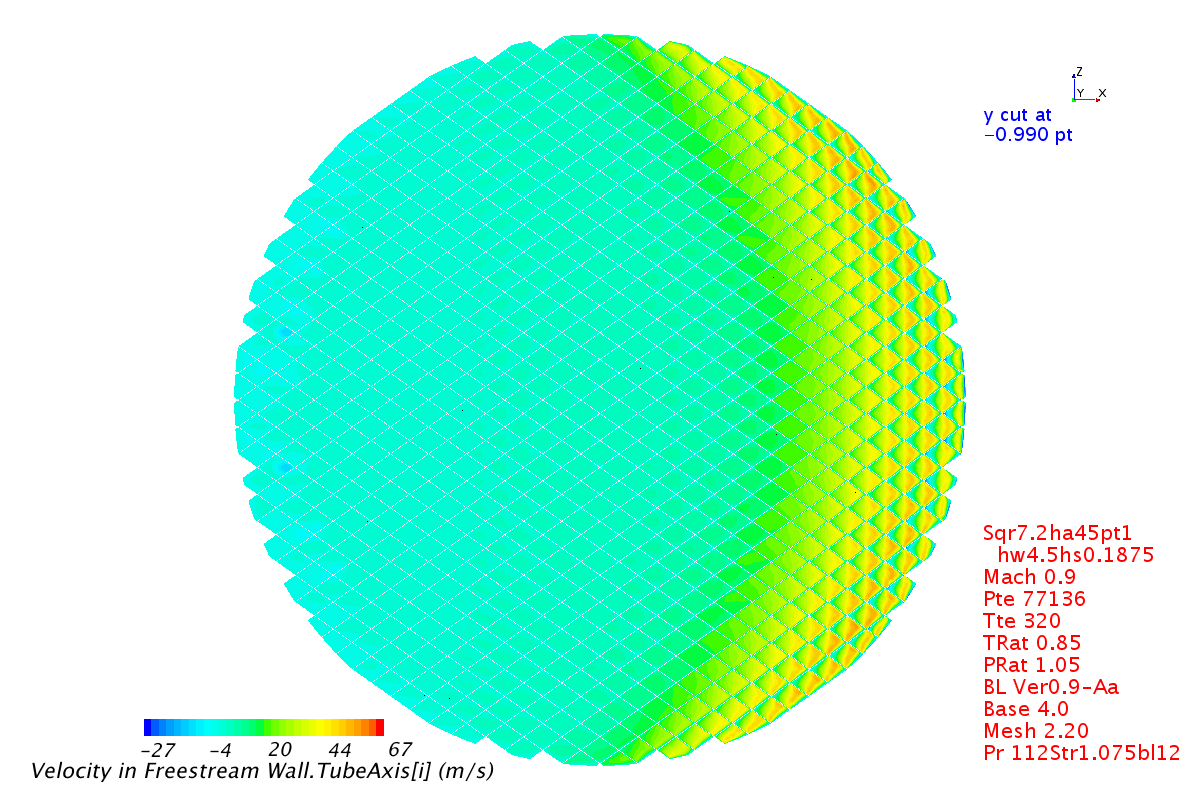 Z
Y X
y cut at
−0.990 pt
Sqr7.2ha45pt1
hw4.5hs0.1875
Mach 0.9
Pte 77136
Tte 320
TRat 0.85
PRat 1.05
BL Ver0.9−Aa
Base 4.0
Mesh 2.20
Pr 112Str1.075bl12
−27 −4 20 44 67
Velocity in Freestream Wall.TubeAxis[i] (m/s)